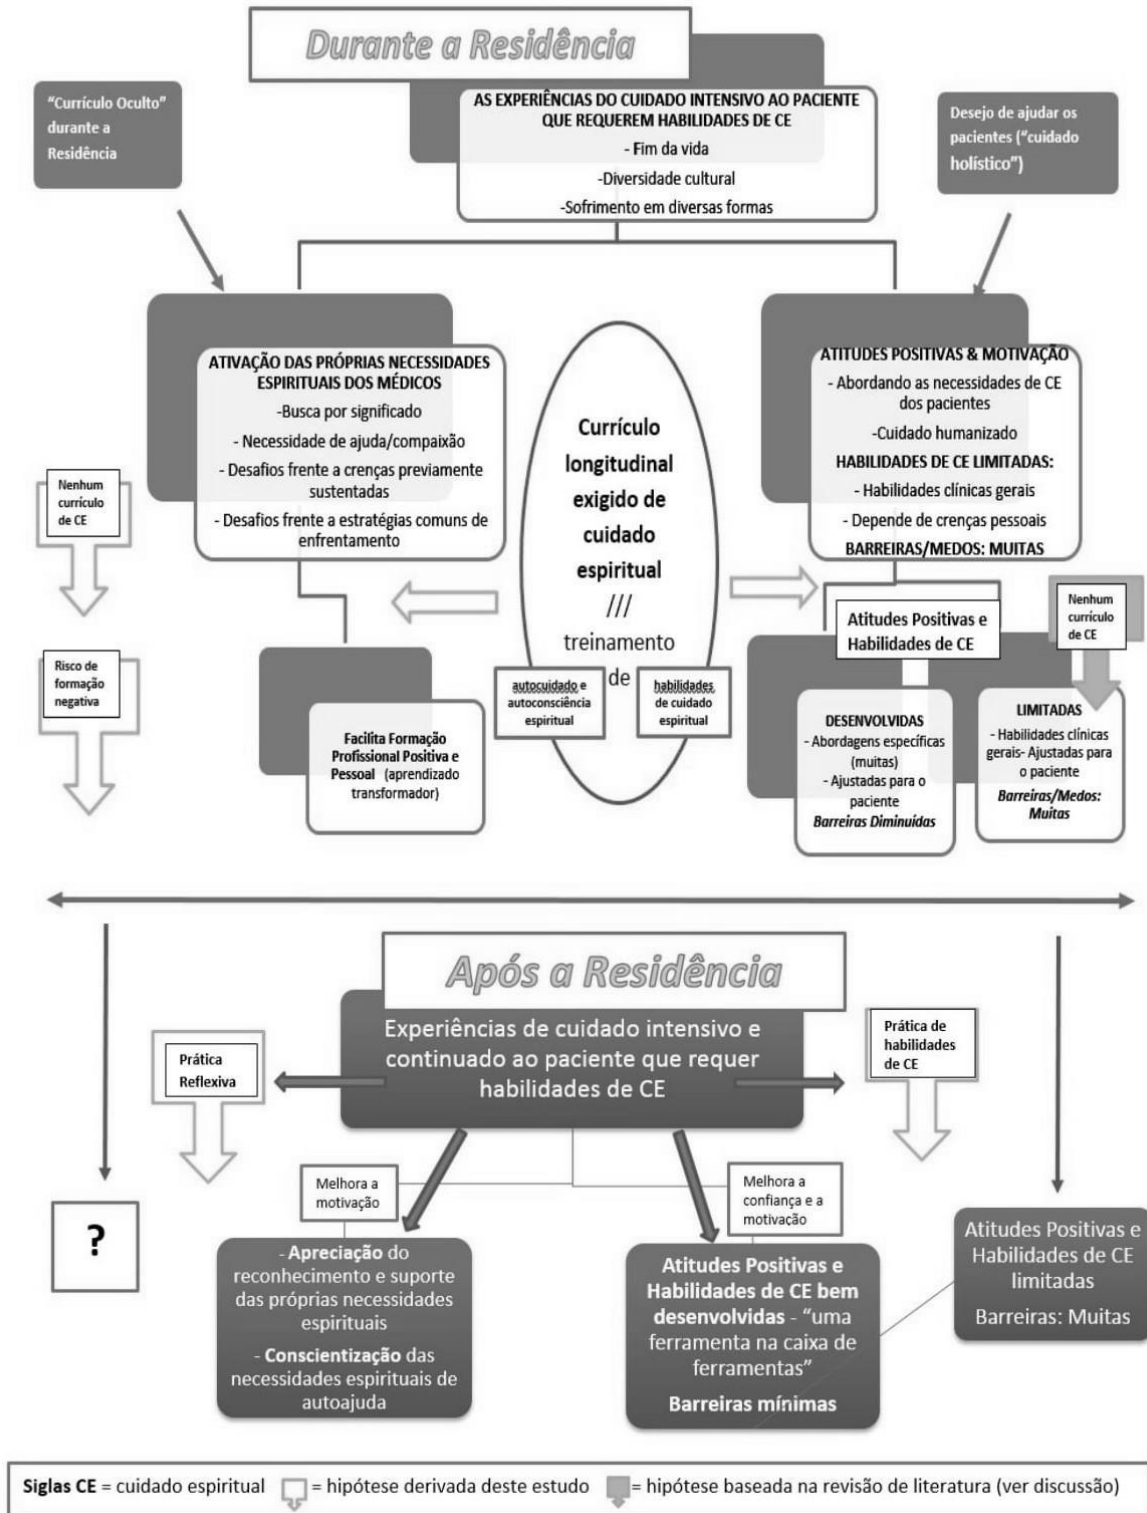 Durante a Residência
"Currículo Oculto"
durante a
Residência
AS EXPERIÊNCIAS DO CUIDADO INTENSIVO AO PACIENTE
QUE REQUEREM HABILIDADES DE CE
- Fim da vida
-Diversidade cultural
-Sofrimento em diversas formas
Desejo de ajudar os
pacientes ("cuidado
holístico")
ATIVAÇÃO DAS PRÓPRIAS NECESSIDADES
ESPIRITUAIS DOS MÉDICOS
-Busca por significado
- Necessidade de ajuda/compaixão
- Desafios frente a crenças previamente
sustentadas
- Desafios frente a estratégias comuns de
enfrentamento
Currículo
longitudinal
exigido de
cuidado
espiritual
///
treinamento
de
autocuidado e
autoconsciência
espiritual
habilidades
de cuidado
espiritual
ATITUDES POSITIVAS & MOTIVAÇÃO
- Abordando as necessidades de CE
dos pacientes
-Cuidado humanizado
HABILIDADES DE CE LIMITADAS:
- Habilidades clínicas gerais
- Depende de crenças pessoais
BARREIRAS/MEDOS: MUITAS
Nenhum
currículo
de CE
Risco de
formação
negativa
Facilita Formação
Profissional Positiva e
Pessoal (aprendizado
transformador)
Atitudes Positivas e
Habilidades de CE
Nenhum
currículo
de CE
DESENVOLVIDAS
- Abordagens específicas
(muitas)
- Ajustadas para o
paciente
Barreiras Diminuídas
LIMITADAS
- Habilidades clínicas
gerais- Ajustadas para
o paciente
Barreiras/Medos:
Muitas
Após a Residência
Experiências de cuidado intensivo e
continuado ao paciente que requer
habilidades de CE
Prática
Reflexiva
Prática de
habilidades
de CE
Melhora a
motivação
Melhora a
confiança e a
motivação
?
- Apreciação do
reconhecimento e suporte
das próprias necessidades
espirituais
- Conscientização das
necessidades espirituais de
autoajuda
Atitudes Positivas e
Habilidades de CE bem
desenvolvidas - "uma
ferramenta na caixa de
ferramentas"
Barreiras mínimas
Atitudes Positivas e
Habilidades de CE
limitadas
Barreiras: Muitas
Siglas CE = cuidado espiritual = hipótese derivada deste estudo = hipótese baseada na revisão de literatura (ver discussão)